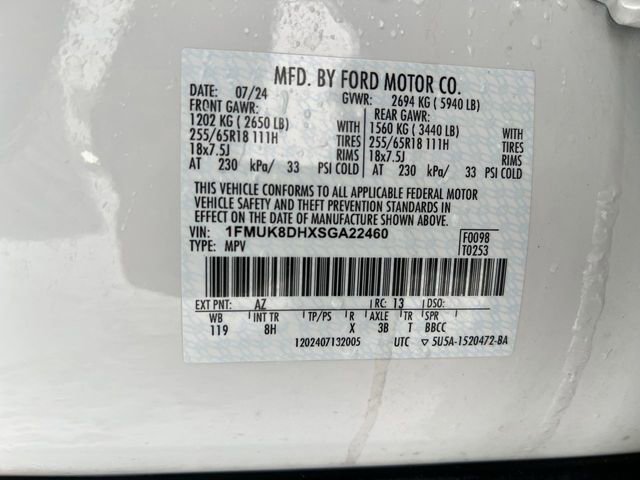 MFD. BY FORD MOTOR CO.
DATE: 07/24 GVWR: 2694 KG ( 5940 LB)
FRONT GAWR: REAR GAWR:
1202 KG ( 2650 LB) WITH 1560 KG ( 3440 LB) WITH
255/65R18 111H TIRES 255/65R18 111H TIRES
18x7.5J RIMS 18x7.5J RIMS
AT 230 kPa/ 33 PSI COLD AT 230 kPa/ 33 PSI COLD
THIS VEHICLE CONFORMS TO ALL APPLICABLE FEDERAL MOTOR
VEHICLE SAFETY AND THEFT PREVENTION STANDARDS IN
EFFECT ON THE DATE OF MANUFACTURE SHOWN ABOVE.
VIN: 1FMUK8DHXSGA22460 F0098
TYPE: MPV T0253
EXT PNT: AZ RC: 13 DSO:
WB INT TR TP/PS R AXLE TR SPR
119 8H X 3B T BBCC
1202407132005 UTC ▽ 5U5A-1520472-BA